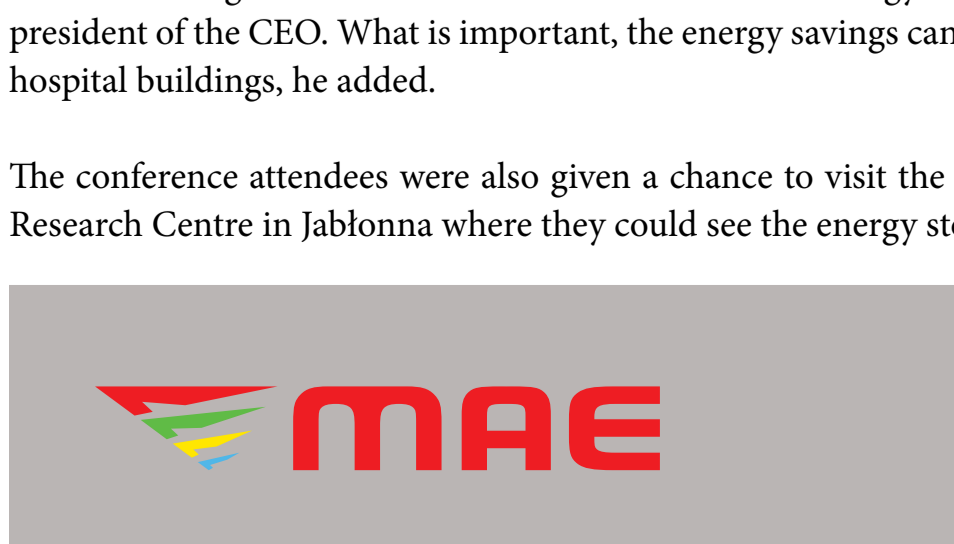 president of the CEO. What is important, the energy savings can
hospital buildings, he added.
The conference attendees were also given a chance to visit the
Research Centre in Jabłonna where they could see the energy
MAE